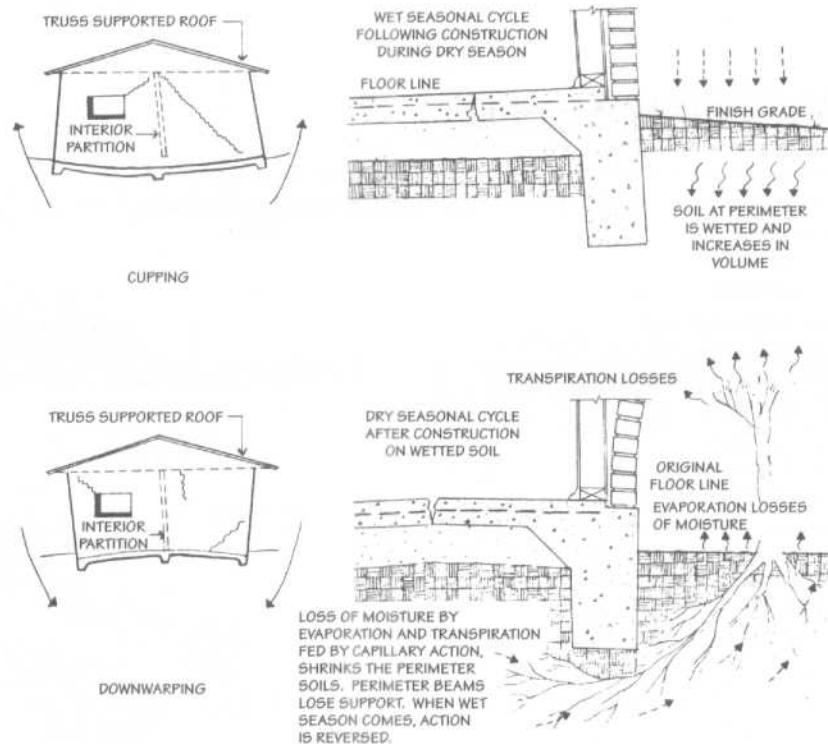 TRUSS SUPPORTED ROOF
INTERIOR
PARTITION
CUPPING
WET SEASONAL CYCLE
FOLLOWING CONSTRUCTION
DURING DRY SEASON
FLOOR LINE
FINISH GRADE
SOIL AT PERIMETER
IS WETTED AND
INCREASES IN
VOLUME
TRUSS SUPPORTED ROOF
INTERIOR
PARTITION
DOWNWARPING
TRANSPIRATION LOSSES
DRY SEASONAL CYCLE
AFTER CONSTRUCTION
ON WETTED SOIL
ORIGINAL
FLOOR LINE
EVAPORATION LOSSES
OF MOISTURE
LOSS OF MOISTURE BY
EVAPORATION AND TRANSPIRATION
FED BY CAPILLARY ACTION,
SHRINKS THE PERIMETER
SOILS. PERIMETER BEAMS
LOSE SUPPORT. WHEN WET
SEASON COMES, ACTION
IS REVERSED.